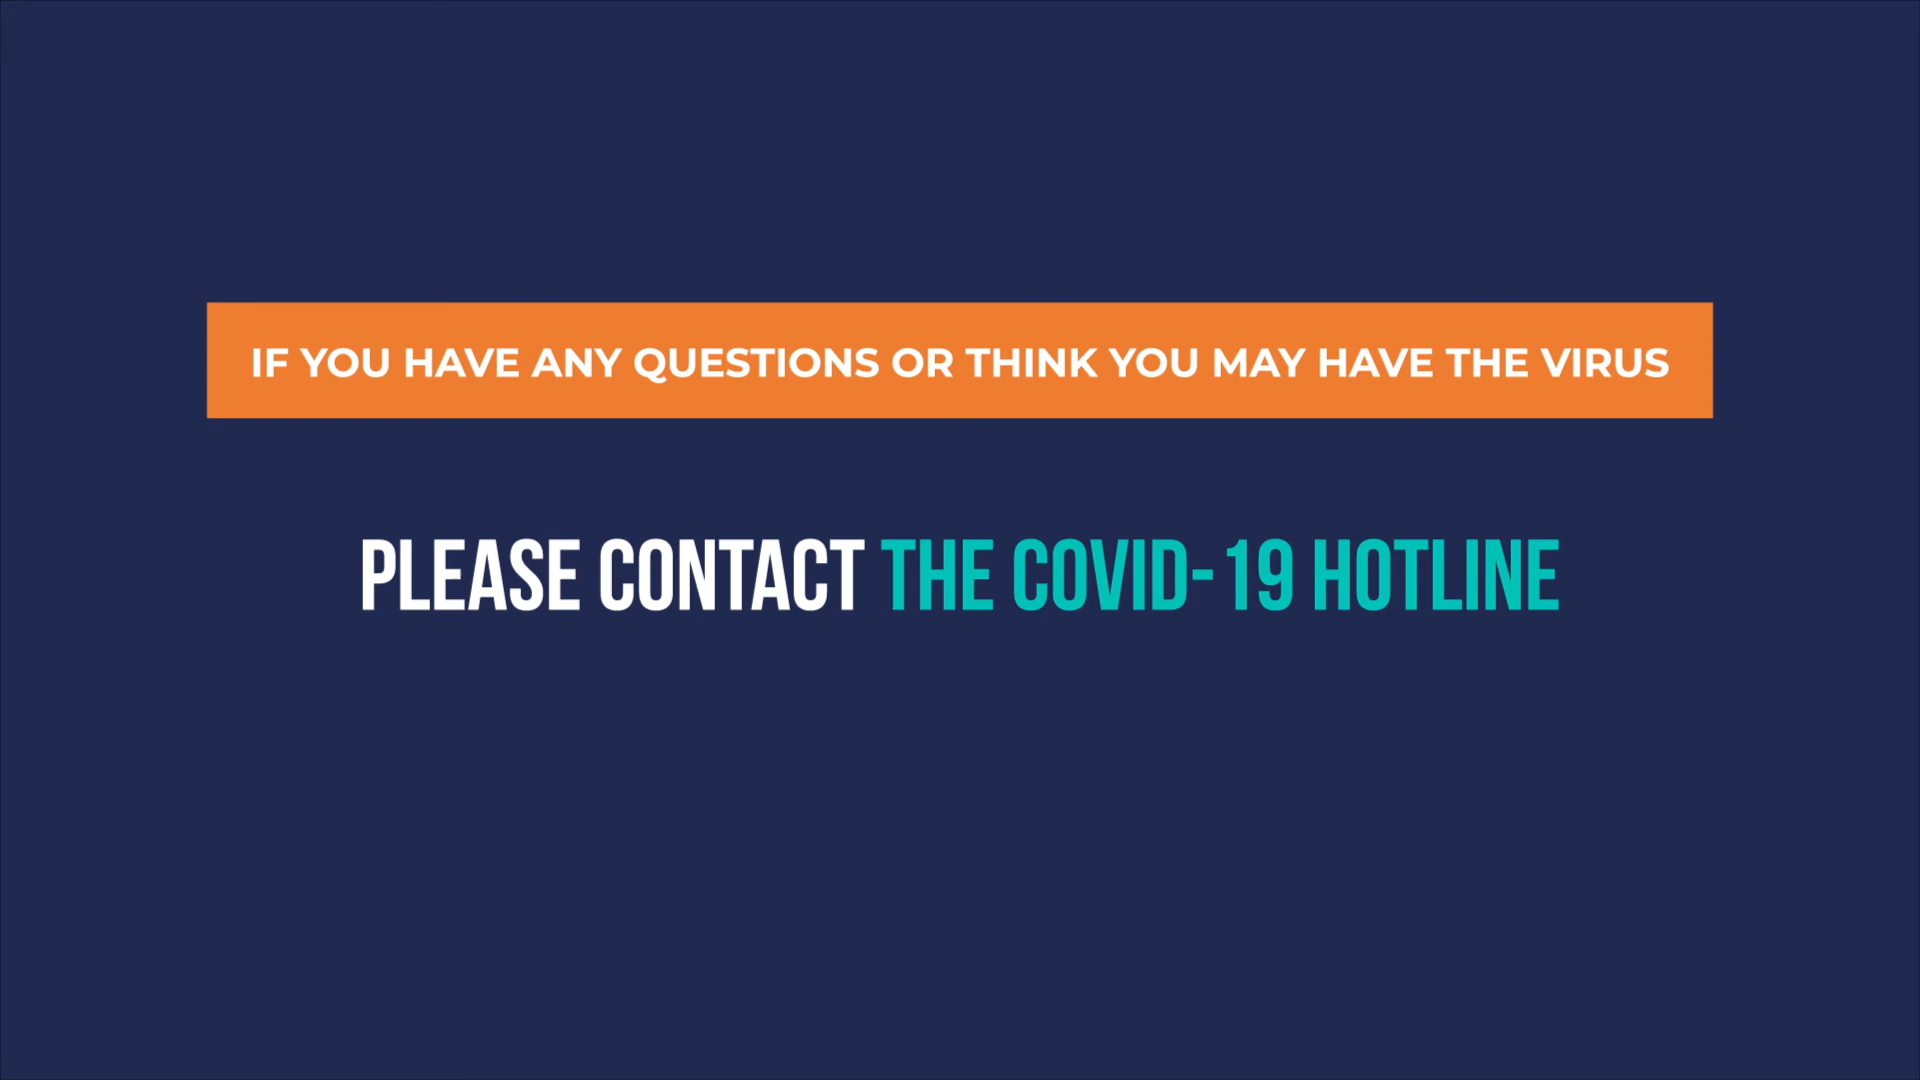 IF YOU HAVE ANY QUESTIONS OR THINK YOU MAY HAVE THE VIRUS
PLEASE CONTACT THE COVID-19 HOTLINE